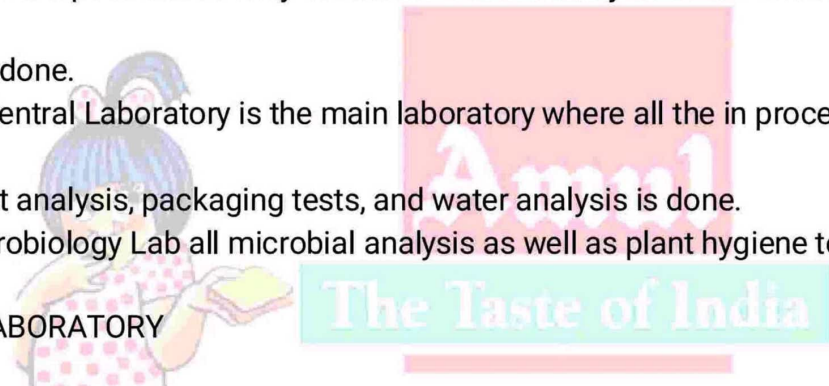 done.
entral Laboratory is the main laboratory where all the in proce
t analysis, packaging tests, and water analysis is done.
robiology Lab all microbial analysis as well as plant hygiene t
ABORATORY
Amul
The Taste of India